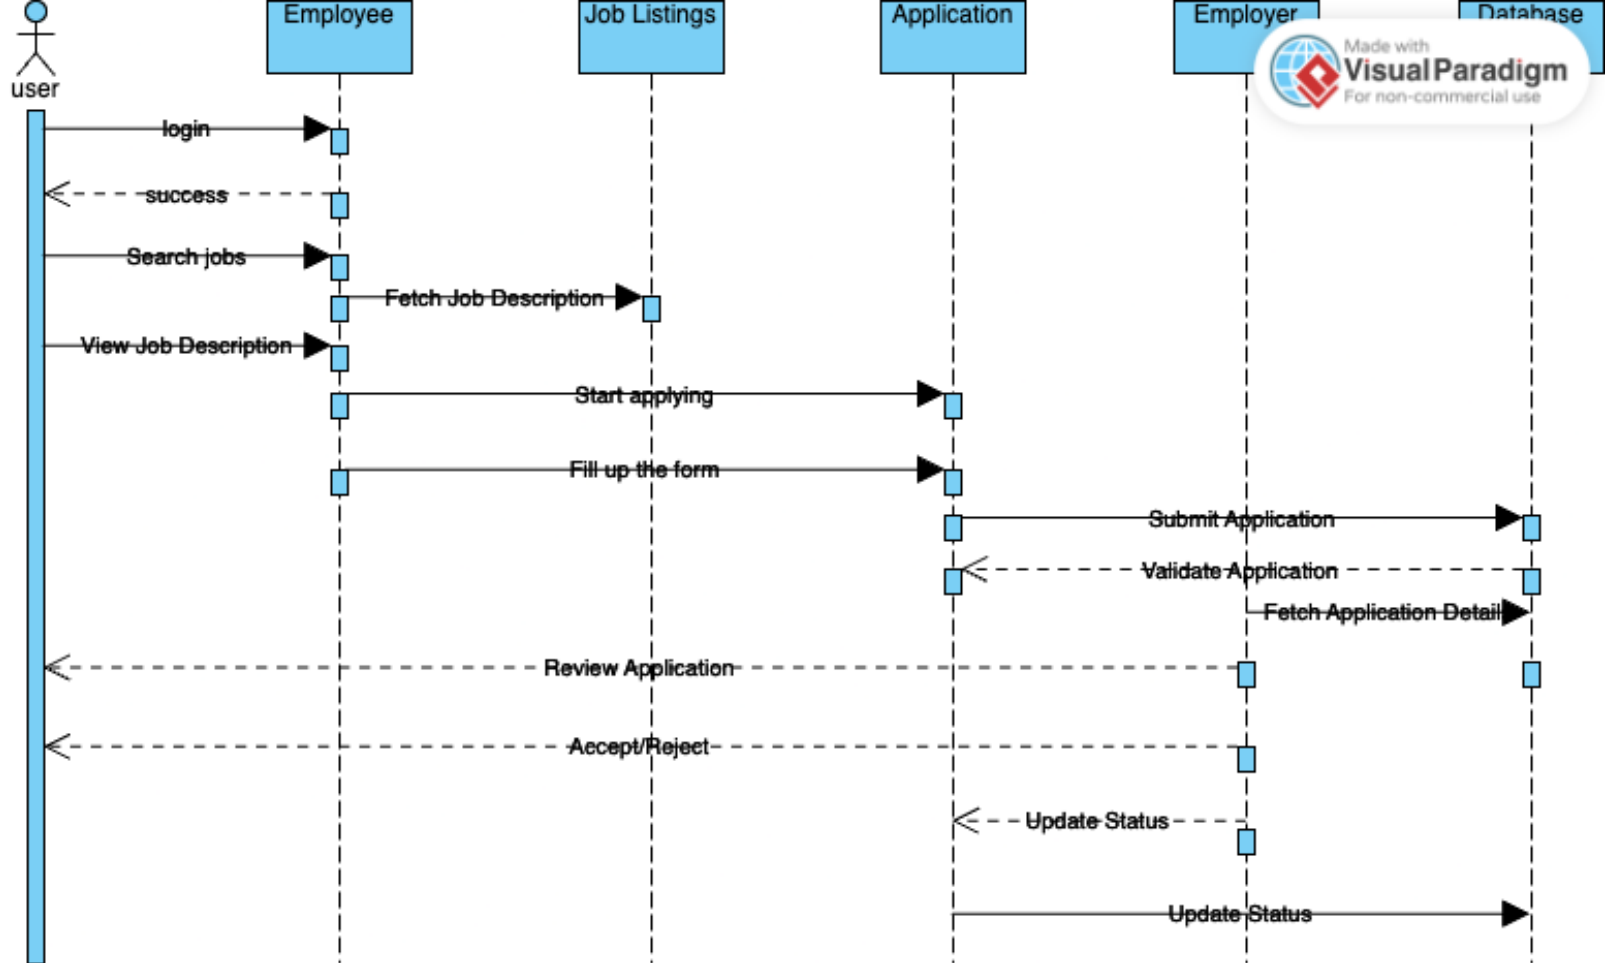 Employee
Job Listings
Application
Employer
Database
Made with
Visual Paradigm
For non-commercial use
user
login
success
Search jobs
Fetch Job Description
View Job Description
Start applying
Fill up the form
Submit Application
Validate Application
Fetch Application Detail
Review Application
Accept/Reject
Update Status
Update Status